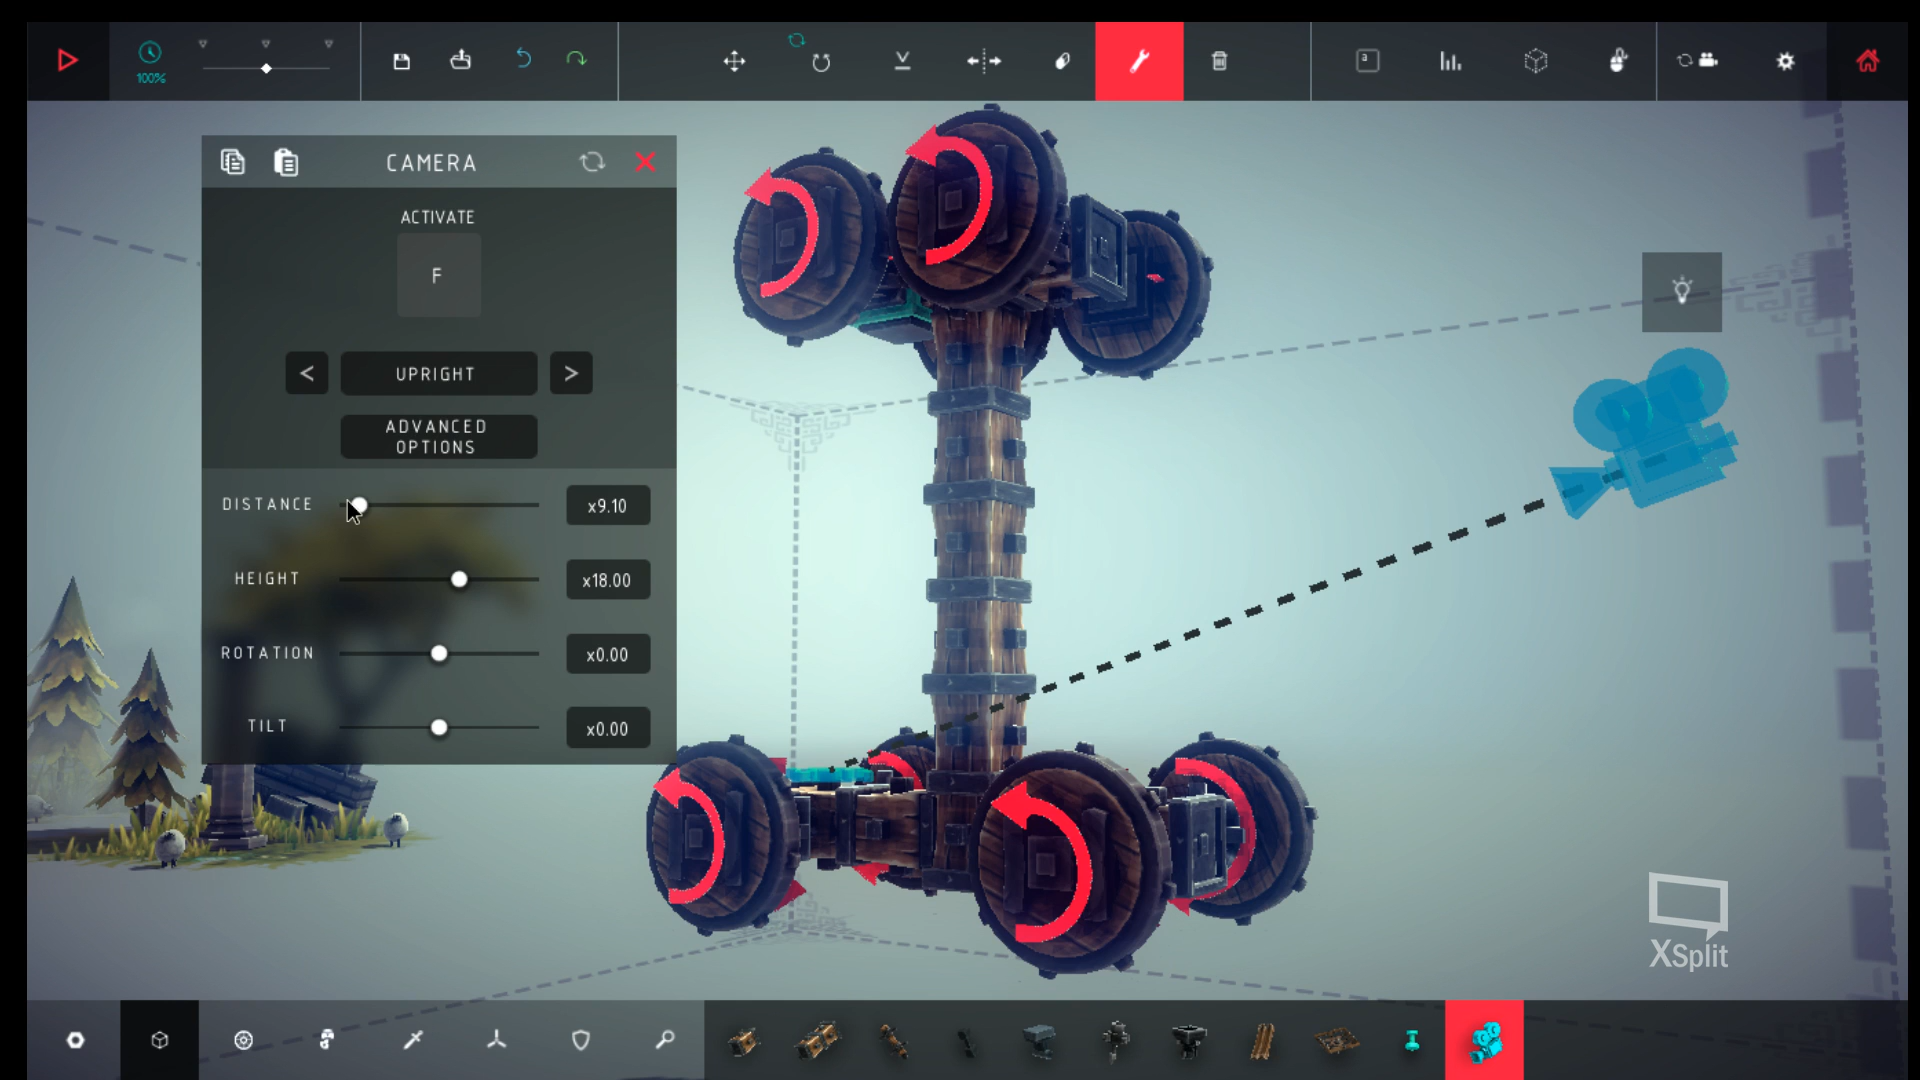 100%
a
CAMERA
ACTIVATE
F
< UPRIGHT >
ADVANCED
OPTIONS
DISTANCE x9.10
HEIGHT x18.00
ROTATION x0.00
TILT x0.00
XSplit